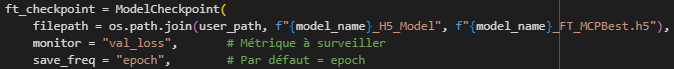 ft_checkpoint = ModelCheckpoint(
    filepath = os.path.join(user_path, f"{model_name}_H5_Model", f"{model_name}_FT_MCPBest.h5"),
    monitor = "val_loss",       # Métrique à surveiller
    save_freq = "epoch",        # Par défaut = epoch